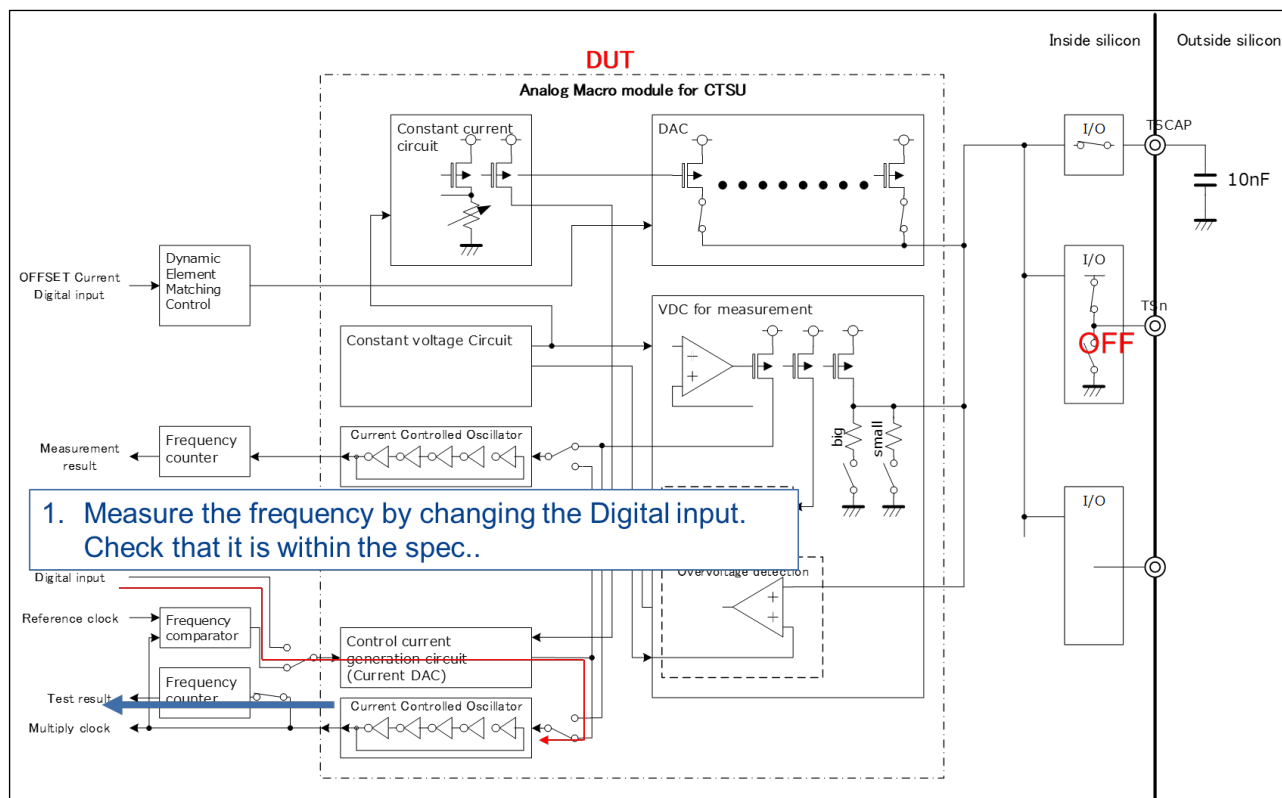 Inside silicon
Outside silicon
DUT
Analog Macro module for CTSU
Constant current
circuit
DAC
I/O
TSCAP
10nF
OFFSET Current
Digital input
Dynamic
Element
Matching
Control
I/O
TSn
OFF
Constant voltage Circuit
VDC for measurement
big
small
Measurement
result
Frequency
counter
Current Controlled Oscillator
I/O
1. Measure the frequency by changing the Digital input.
Check that it is within the spec..
Overvoltage detection
Digital input
Reference clock
Frequency
comparator
Control current
generation circuit
(Current DAC)
Test result
Frequency
counter
Current Controlled Oscillator
Multiply clock